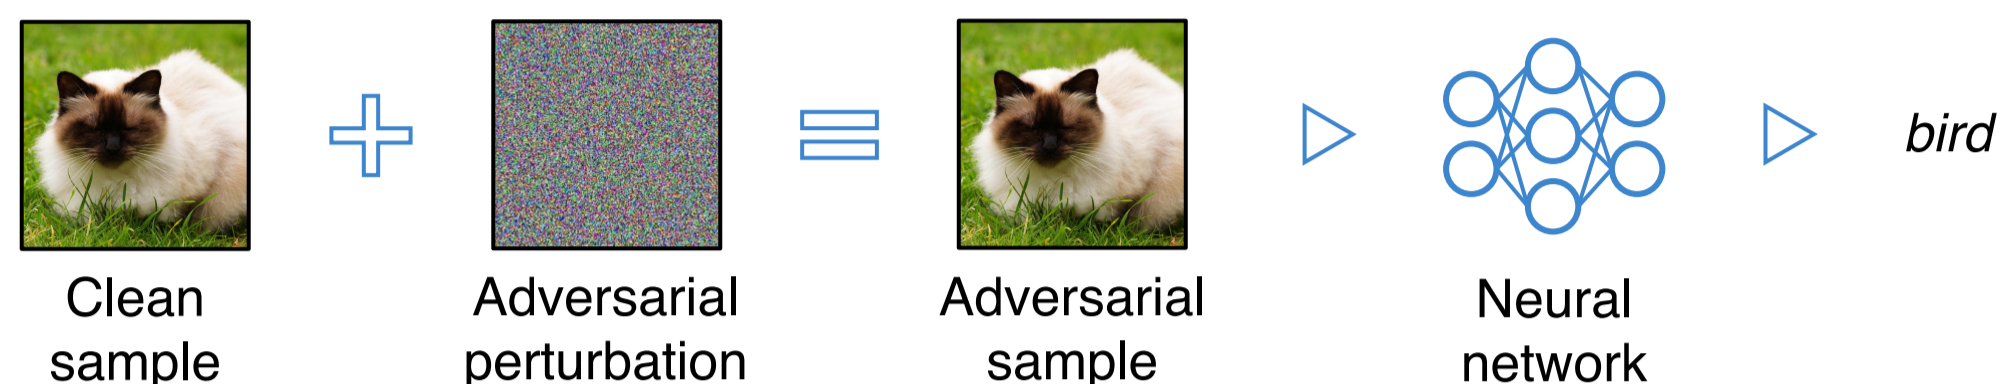 bird
Clean
sample
Adversarial
perturbation
Adversarial
sample
Neural
network